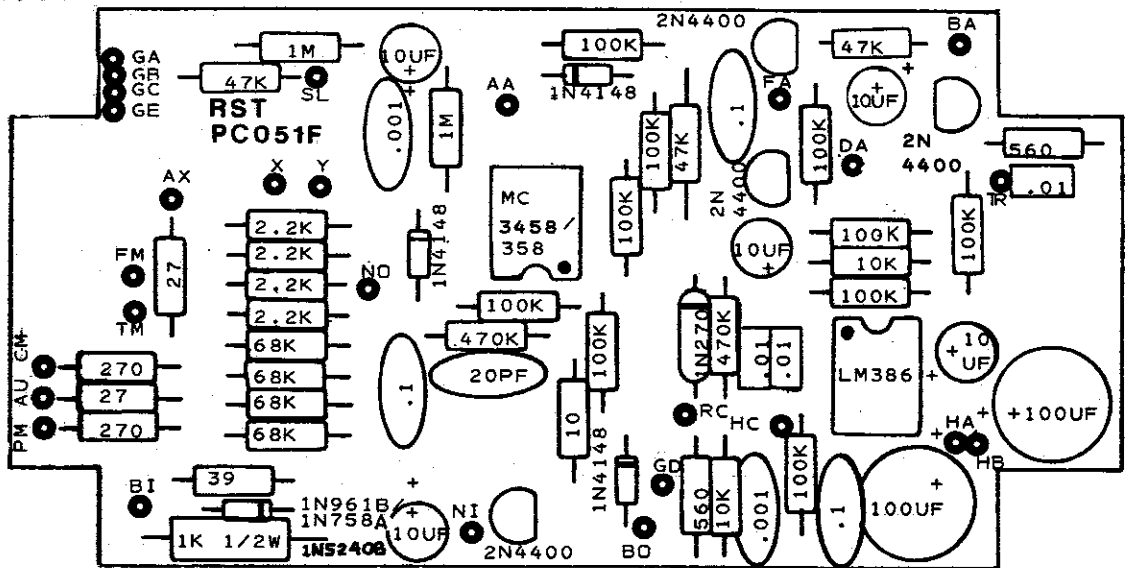 2N4400
BA
1M
10UF
100K
47K
GA
GB
GC
GE
47K
SL
AA
1N4148
FA
10UF
RST
PC051F
.001
1M
.1
2N
4400
560
100K
47K
100K
DA
.01
TR
AX
X
Y
MC
3458/
358
100K
2N
4400
100K
2.2K
2.2K
2.2K
2.2K
68K
68K
68K
68K
1N4148
10UF
100K
10K
100K
FM
27
NO
TM
100K
470K
20PF
100K
1N270
470K
.01
.01
LM386
10
UF
+100UF
CM
AU
PM
270
27
270
.1
10
1N4148
RC
HC
HA
HB
39
BI
1N961B/
1N758A
1N5240B
1K 1/2W
10UF
NI
2N4400
GD
BO
560
10K
.001
100K
.1
100UF